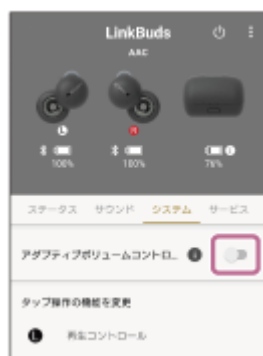 LinkBuds
AAC
L
R
100%
100%
76%
ステータス サウンド システム サービス
アダプティブボリュームコントロ...
タップ操作の機能を変更
L 再生コントロール